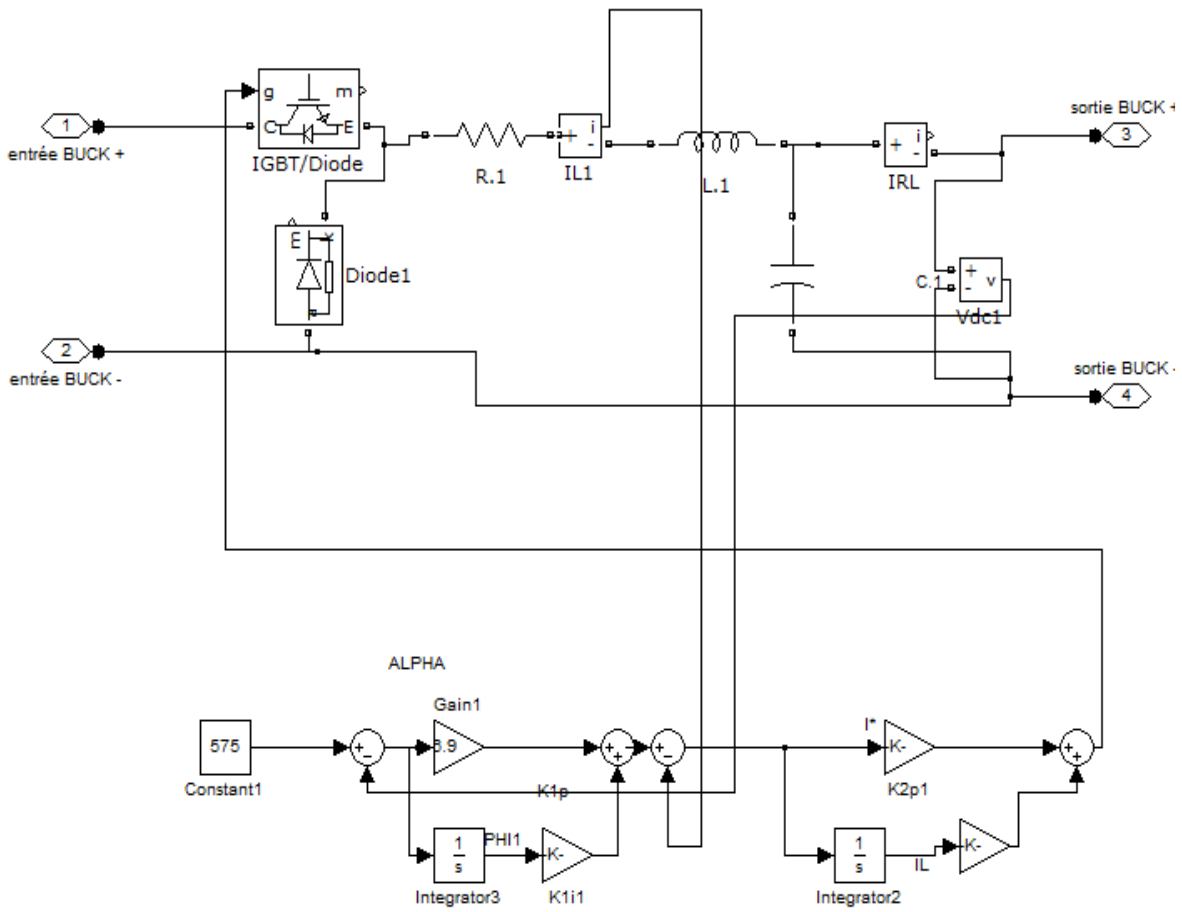 g
m
C
E
IGBT/Diode
1
entrée BUCK +
R.1
+
i
-
IL1
L.1
+
i
-
IRL
sortie BUCK +
3
Diode1
C.1
+
-
v
Vdc1
2
entrée BUCK -
sortie BUCK -
4
ALPHA
Gain1
575
Constant1
+
-
3.9
+
+
+
-
I*
K-
K2p1
+
+
K1p
1
s
Integrator3
PHI1
K-
K1i1
1
s
Integrator2
IL
K-